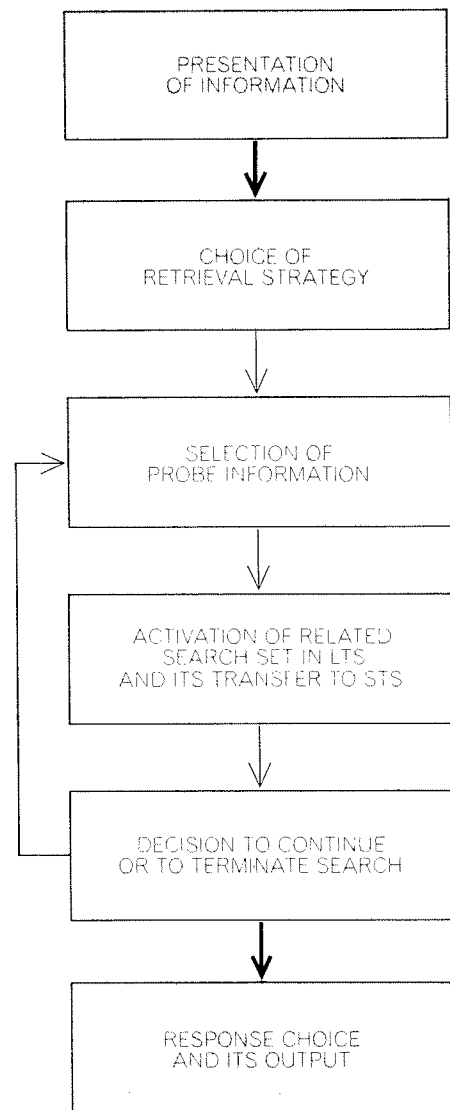 PRESENTATION
OF INFORMATION
CHOICE OF
RETRIEVAL STRATEGY
SELECTION OF
PROBE INFORMATION
ACTIVATION OF RELATED
SEARCH SET IN LTS
AND ITS TRANSFER TO STS
DECISION TO CONTINUE
OR TO TERMINATE SEARCH
RESPONSE CHOICE
AND ITS OUTPUT